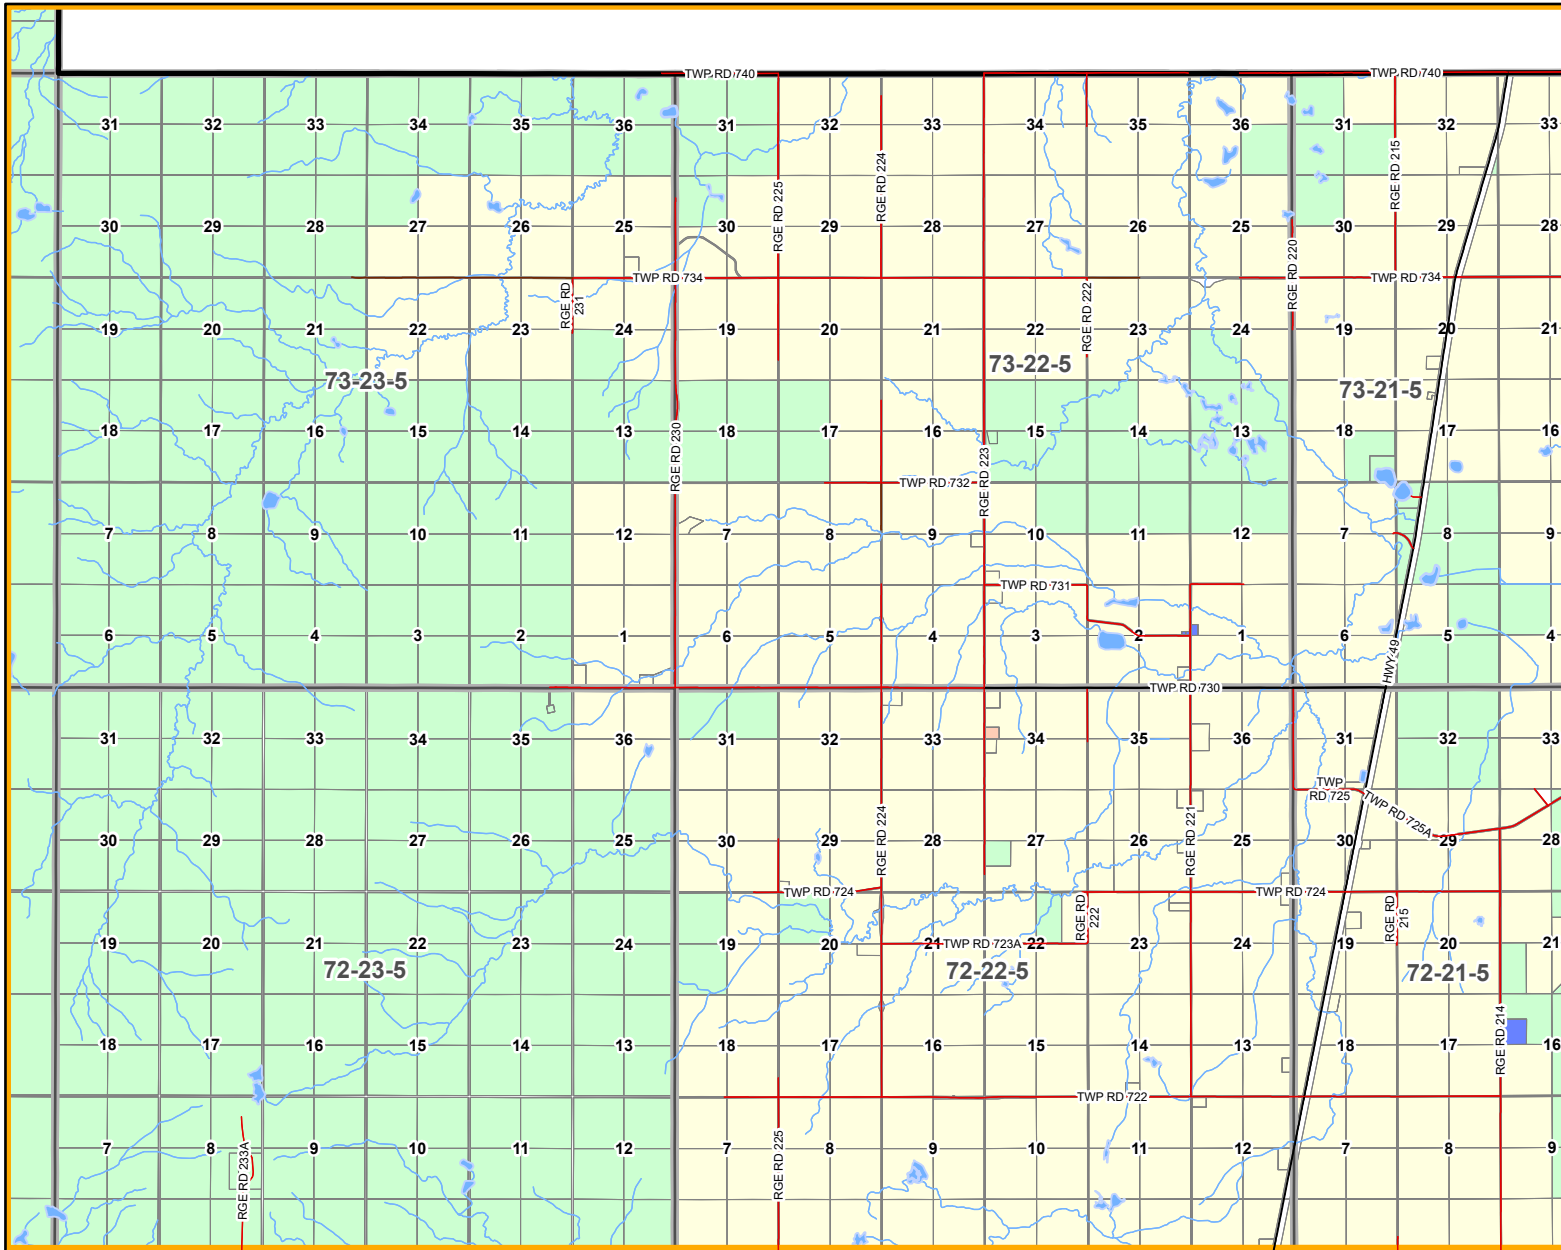 TWP RD 740 TWP RD 740
31 32 33 34 35 36 31 32 33 34 35 36 31 32 33
RGE RD 225
RGE RD 224
RGE RD 215
30 29 28 27 26 25 30 29 28 27 26 25 30 29 28
RGE RD 220
TWP RD 734 TWP RD 734
RGE RD
231
RGE RD 222
19 20 21 22 23 24 19 20 21 22 23 24 19 20 21
73-23-5 73-22-5 73-21-5
18 17 16 15 14 13 18 17 16 15 14 13 18 17 16
RGE RD 230
RGE RD 223
TWP RD 732
7 8 9 10 11 12 7 8 9 10 11 12 7 8 9
TWP RD 731
6 5 4 3 2 1 6 5 4 3 2 1 6 5 4
HWY 49
TWP RD 730
31 32 33 34 35 36 31 32 33 34 35 36 31 32 33
TWP
RD 725
TWP RD 725A
RGE RD 224
RGE RD 221
30 29 28 27 26 25 30 29 28 27 26 25 30 29 28
TWP RD 724 TWP RD 724
RGE RD
222
RGE RD
215
19 20 21 22 23 24 19 20 21 TWP RD 723A 22 23 24 19 20 21
72-23-5 72-22-5 72-21-5
RGE RD 214
18 17 16 15 14 13 18 17 16 15 14 13 18 17 16
TWP RD 722
7 8 9 10 11 12 7 8 9 10 11 12 7 8 9
RGE RD 233A
RGE RD 225